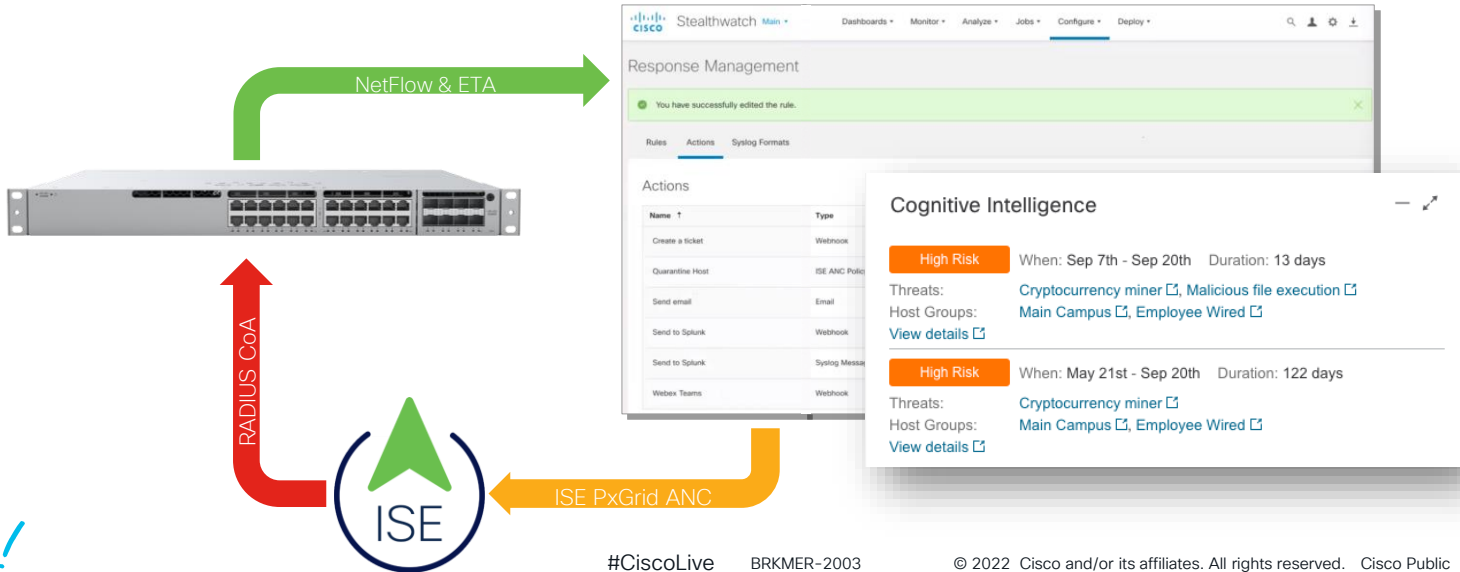 CISCO Stealthwatch Main Dashboards Monitor Analyze Jobs Configure Deploy
Response Management
You have successfully edited the rule.
Rules Actions Syslog Formats
Actions
Name ↑ Type
Create a ticket Webhook
Quarantine Host ISE ANC Polic
Send email Email
Send to Splunk Webhook
Send to Splunk Syslog Messag
Webex Teams Webhook
Cognitive Intelligence
High Risk When: Sep 7th - Sep 20th Duration: 13 days
Threats: Cryptocurrency miner, Malicious file execution
Host Groups: Main Campus, Employee Wired
View details
High Risk When: May 21st - Sep 20th Duration: 122 days
Threats: Cryptocurrency miner
Host Groups: Main Campus, Employee Wired
View details
NetFlow & ETA
RADIUS CoA
ISE PxGrid ANC
ISE
#CiscoLive BRKMER-2003 © 2022 Cisco and/or its affiliates. All rights reserved. Cisco Public